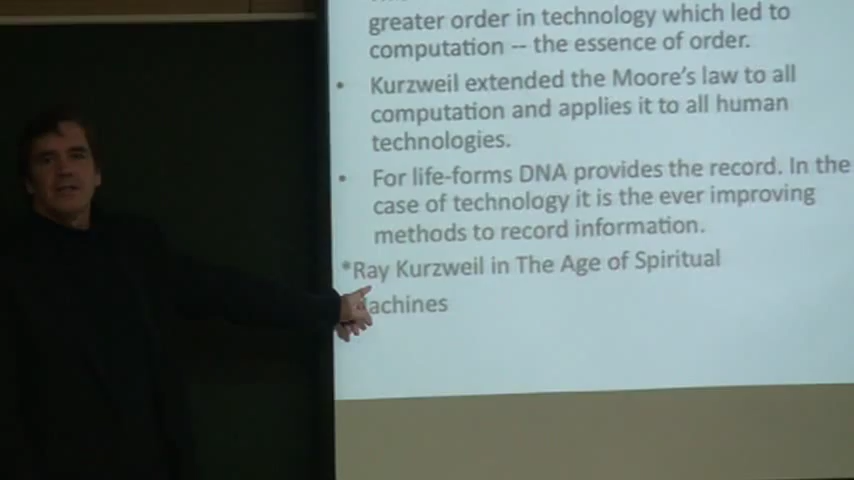 greater order in technology which led to
computation -- the essence of order.
• Kurzweil extended the Moore's law to all
computation and applies it to all human
technologies.
• For life-forms DNA provides the record. In the
case of technology it is the ever improving
methods to record information.
*Ray Kurzweil in The Age of Spiritual
achines